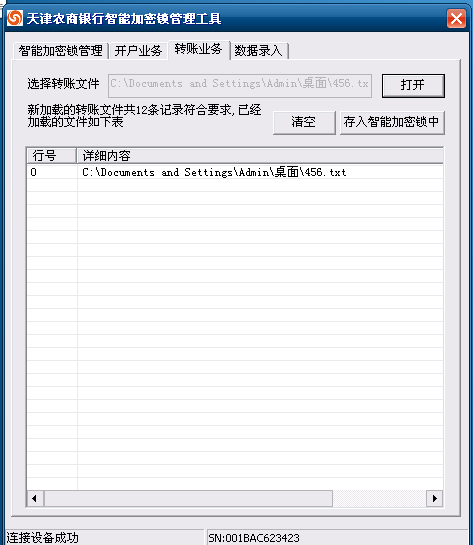 天津农商银行智能加密锁管理工具
智能加密锁管理 开户业务 转账业务 数据录入
选择转账文件 C:\Documents and Settings\Admin\桌面\456.tx 打开
新加载的转账文件共12条记录符合要求,已经
加载的文件如下表
清空 存入智能加密锁中
行号 详细内容
0 C:\Documents and Settings\Admin\桌面\456.txt
连接设备成功 SN:001BAC623423